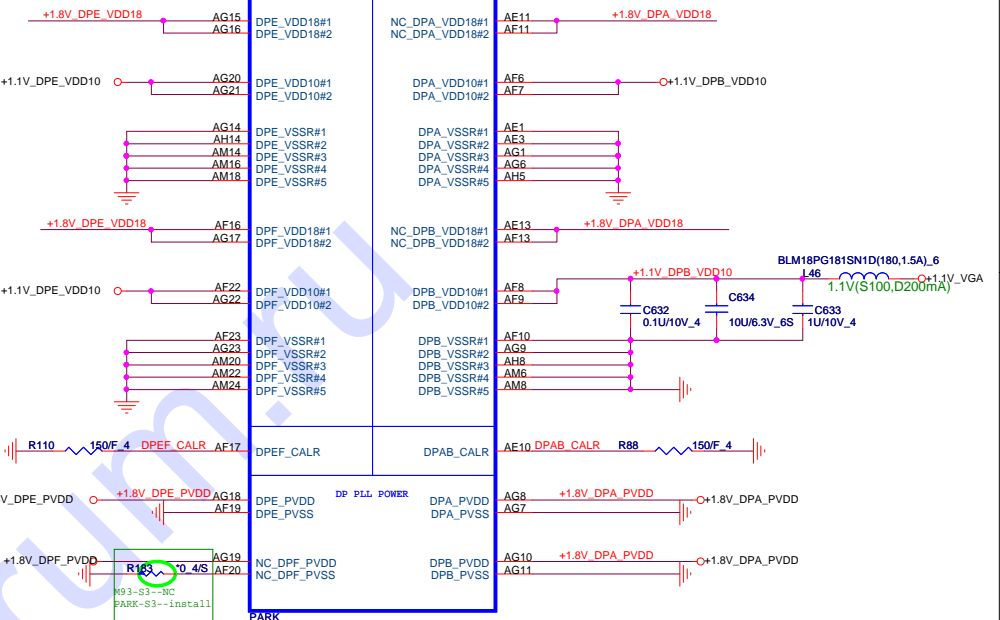 +1.8V_DPE_VDD18 AG15 DPE_VDD18#1 NC_DPA_VDD18#1 AE11 +1.8V_DPA_VDD18
AG16 DPE_VDD18#2 NC_DPA_VDD18#2 AF11
+1.1V_DPE_VDD10 AG20 DPE_VDD10#1 DPA_VDD10#1 AF6 +1.1V_DPB_VDD10
AG21 DPE_VDD10#2 DPA_VDD10#2 AF7
AG14 DPE_VSSR#1 DPA_VSSR#1 AE1
AH14 DPE_VSSR#2 DPA_VSSR#2 AE3
AM14 DPE_VSSR#3 DPA_VSSR#3 AG1
AM16 DPE_VSSR#4 DPA_VSSR#4 AG6
AM18 DPE_VSSR#5 DPA_VSSR#5 AH5
+1.8V_DPE_VDD18 AF16 DPF_VDD18#1 NC_DPB_VDD18#1 AE13 +1.8V_DPA_VDD18
AG17 DPF_VDD18#2 NC_DPB_VDD18#2 AF13
BLM18PG181SN1D(180,1.5A)_6
+1.1V_DPB_VDD10 L46 +1.1V_VGA
1.1V(S100,D200mA)
+1.1V_DPE_VDD10 AF22 DPF_VDD10#1 DPB_VDD10#1 AF8
AG22 DPF_VDD10#2 DPB_VDD10#2 AF9
C632 C634 C633
0.1U/10V_4 10U/6.3V_6S 1U/10V_4
AF23 DPF_VSSR#1 DPB_VSSR#1 AF10
AG23 DPF_VSSR#2 DPB_VSSR#2 AG9
AM20 DPF_VSSR#3 DPB_VSSR#3 AH8
AM22 DPF_VSSR#4 DPB_VSSR#4 AM6
AM24 DPF_VSSR#5 DPB_VSSR#5 AM8
R110 150/F_4 DPEF_CALR AF17 DPEF_CALR DPAB_CALR AE10 DPAB_CALR R88 150/F_4
DP PLL POWER
V_DPE_PVDD +1.8V_DPE_PVDD AG18 DPE_PVDD DPA_PVDD AG8 +1.8V_DPA_PVDD +1.8V_DPA_PVDD
AF19 DPE_PVSS DPA_PVSS AG7
+1.8V_DPF_PVDD AG19 NC_DPF_PVDD DPB_PVDD AG10 +1.8V_DPA_PVDD +1.8V_DPA_PVDD
R183 *0_4/S AF20 NC_DPF_PVSS DPB_PVSS AG11
M93-S3--NC
PARK-S3--install
PARK
rum.ru